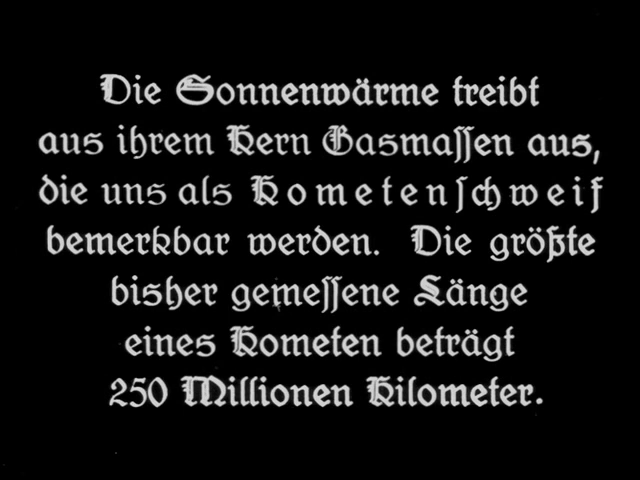 Die Sonnenwärme treibt
aus ihrem Kern Gasmassen aus,
die uns als Kometenschweif
bemerkbar werden. Die größte
bisher gemessene Länge
eines Kometen beträgt
250 Millionen Kilometer.